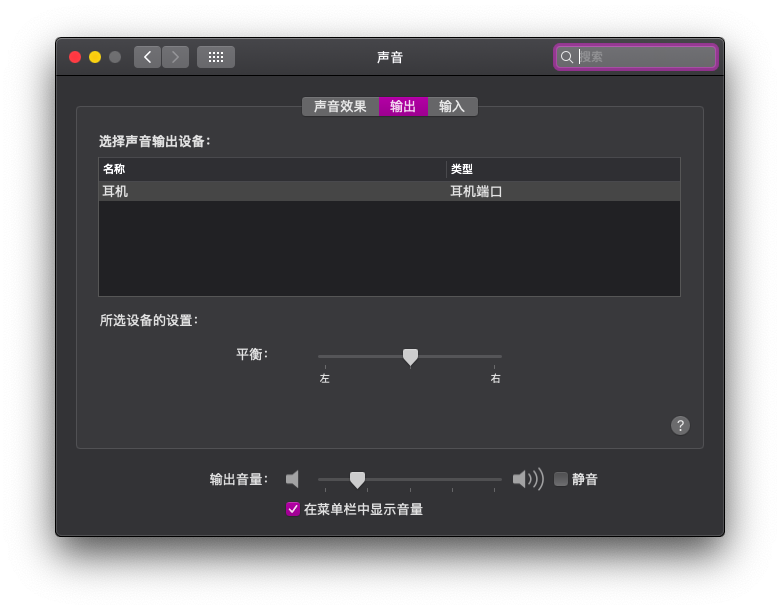 声音
搜索
声音效果 输出 输入
选择声音输出设备：
名称 类型
耳机 耳机端口
所选设备的设置：
平衡：
左 右
?
输出音量： 静音
在菜单栏中显示音量